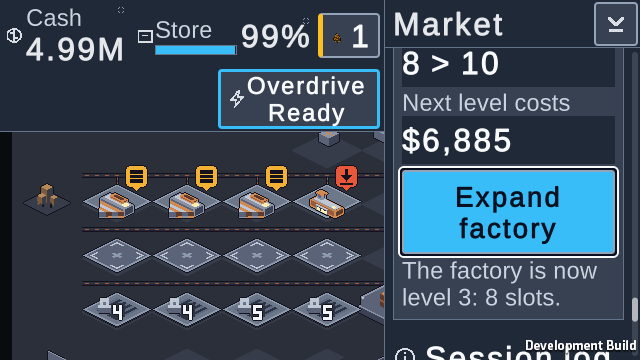 Cash
4.99M
Store
99%
1
Overdrive
Ready
4
4
5
5
Market
8 > 10
Next level costs
$6,885
Expand
factory
The factory is now
level 3: 8 slots.
Session log
Development Build